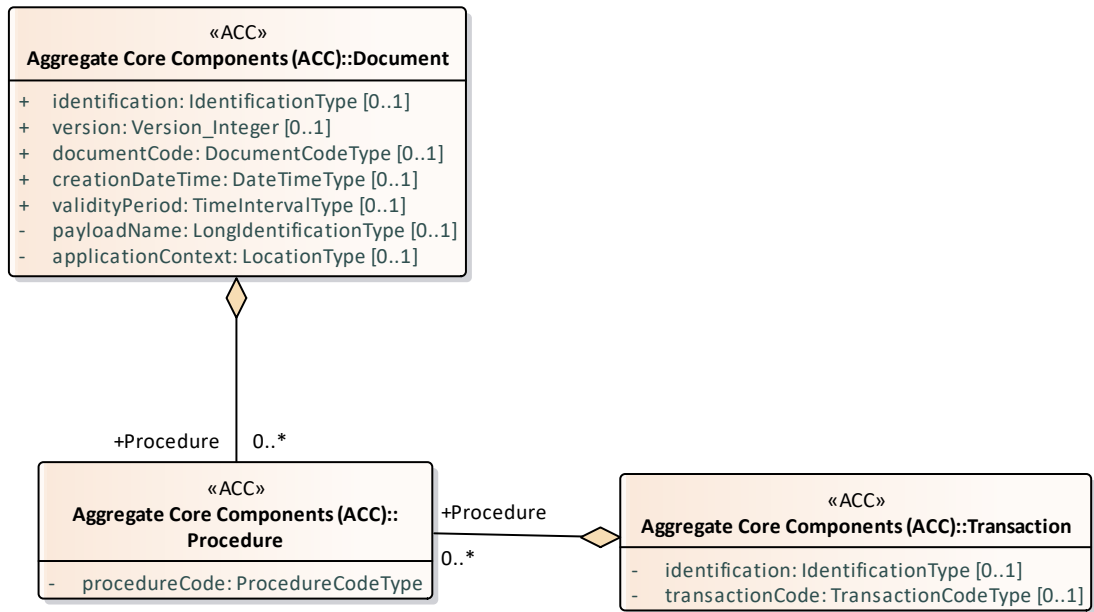 «ACC»
Aggregate Core Components (ACC)::Document
+ identification: IdentificationType [0..1]
+ version: Version_Integer [0..1]
+ documentCode: DocumentCodeType [0..1]
+ creationDateTime: DateTimeType [0..1]
+ validityPeriod: TimeIntervalType [0..1]
- payloadName: LongIdentificationType [0..1]
- applicationContext: LocationType [0..1]
+Procedure 0..*
«ACC»
Aggregate Core Components (ACC)::
Procedure
- procedureCode: ProcedureCodeType
+Procedure
0..*
«ACC»
Aggregate Core Components (ACC)::Transaction
- identification: IdentificationType [0..1]
- transactionCode: TransactionCodeType [0..1]